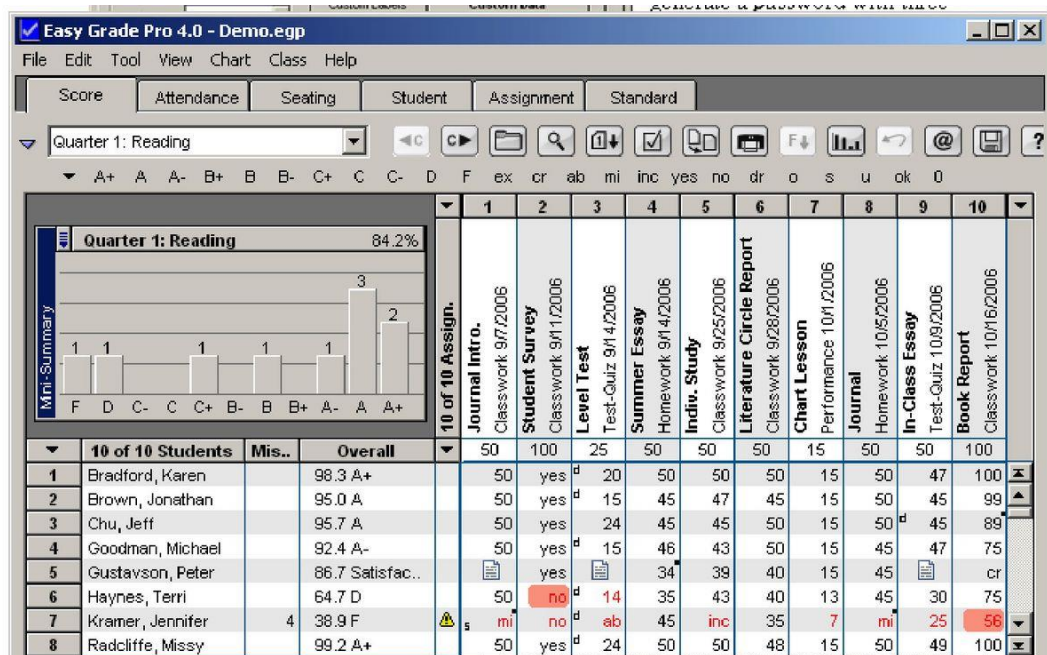 Custom Labels Custom Data generate a password with three
Easy Grade Pro 4.0 - Demo.egp
File Edit Tool View Chart Class Help
Score Attendance Seating Student Assignment Standard
Quarter 1: Reading C C F @ ?
A+ A A- B+ B B- C+ C C- D F ex cr ab mi inc yes no dr o s u ok 0
1 2 3 4 5 6 7 8 9 10
Mini-Summary
Quarter 1: Reading 84.2%
3
2
1 1 1 1 1
F D C- C C+ B- B B+ A- A A+
10 of 10 Assign.
Journal Intro.
Classwork 9/7/2006
Student Survey
Classwork 9/11/2006
Level Test
Test-Quiz 9/14/2006
Summer Essay
Homework 9/14/2006
Indiv. Study
Classwork 9/25/2006
Literature Circle Report
Classwork 9/28/2006
Chart Lesson
Performance 10/1/2006
Journal
Homework 10/5/2006
In-Class Essay
Test-Quiz 10/9/2006
Book Report
Classwork 10/16/2006
10 of 10 Students Mis.. Overall 50 100 25 50 50 50 15 50 50 100
1 Bradford, Karen 98.3 A+ 50 yes d 20 50 50 50 15 50 47 100
2 Brown, Jonathan 95.0 A 50 yes d 15 45 47 45 15 50 45 99
3 Chu, Jeff 95.7 A 50 yes 24 45 45 50 15 50 d 45 89
4 Goodman, Michael 92.4 A- 50 yes d 15 46 43 50 15 45 47 75
5 Gustavson, Peter 86.7 Satisfac.. yes 34 39 40 15 45 cr
6 Haynes, Terri 64.7 D 50 no d 14 35 43 40 13 45 30 75
7 Kramer, Jennifer 4 38.9 F s mi no d ab 45 inc 35 7 mi 25 56
8 Radcliffe, Missy 99.2 A+ 50 yes d 24 50 50 48 15 50 49 100